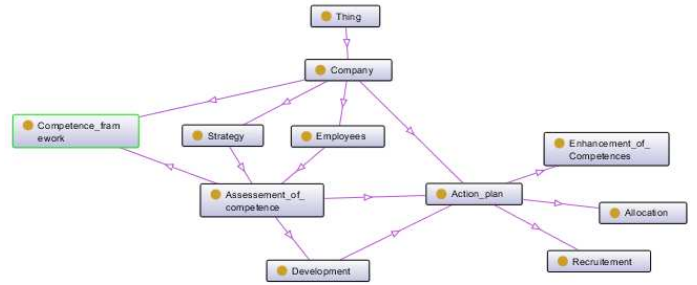 Thing
Company
Competence_fram
ework
Strategy
Employees
Enhancement_of_
Competences
Assessement_of_
competence
Action_plan
Allocation
Development
Recruitement